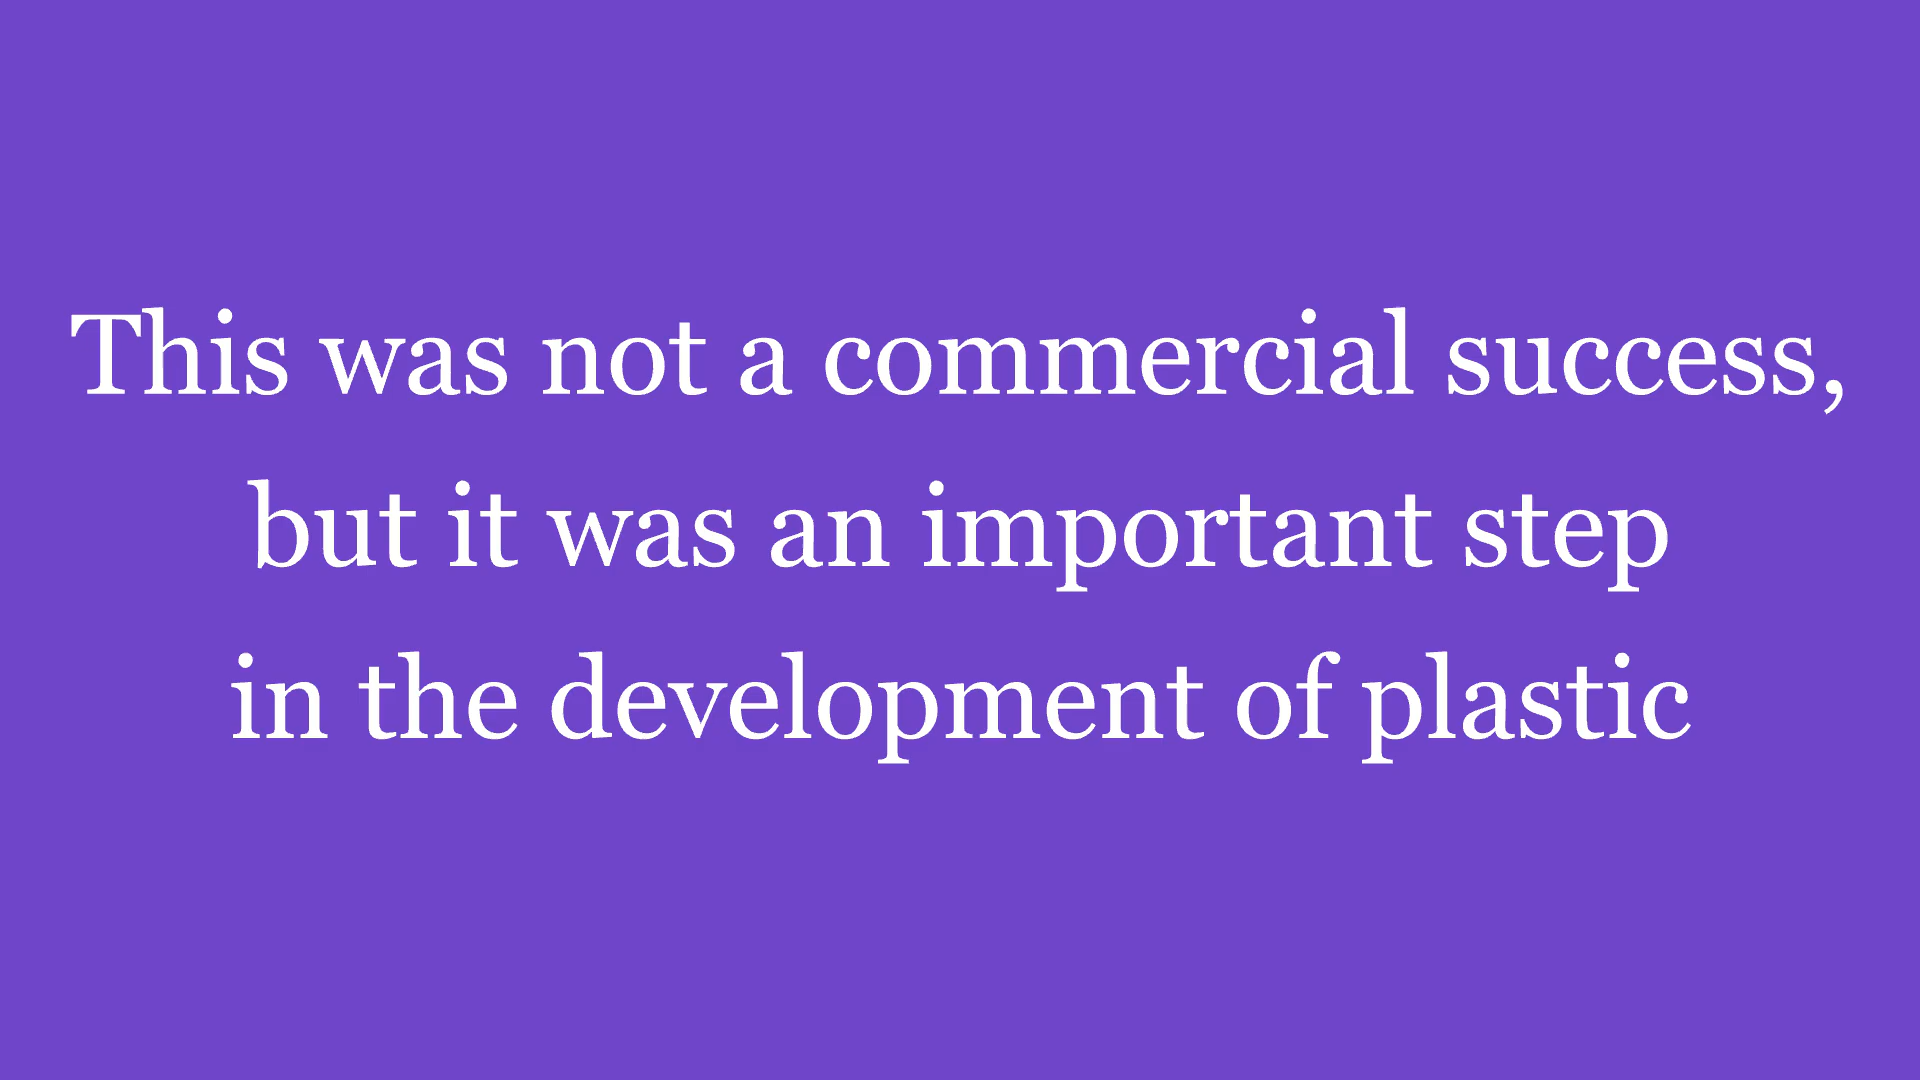 This was not a commercial success,
but it was an important step
in the development of plastic